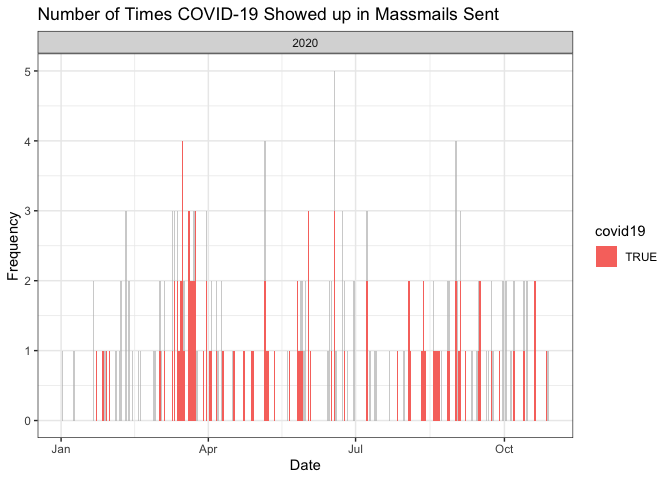 Number of Times COVID-19 Showed up in Massmails Sent
2020
5
4
3
2
1
0
Frequency
Jan
Apr
Jul
Oct
Date
covid19
TRUE